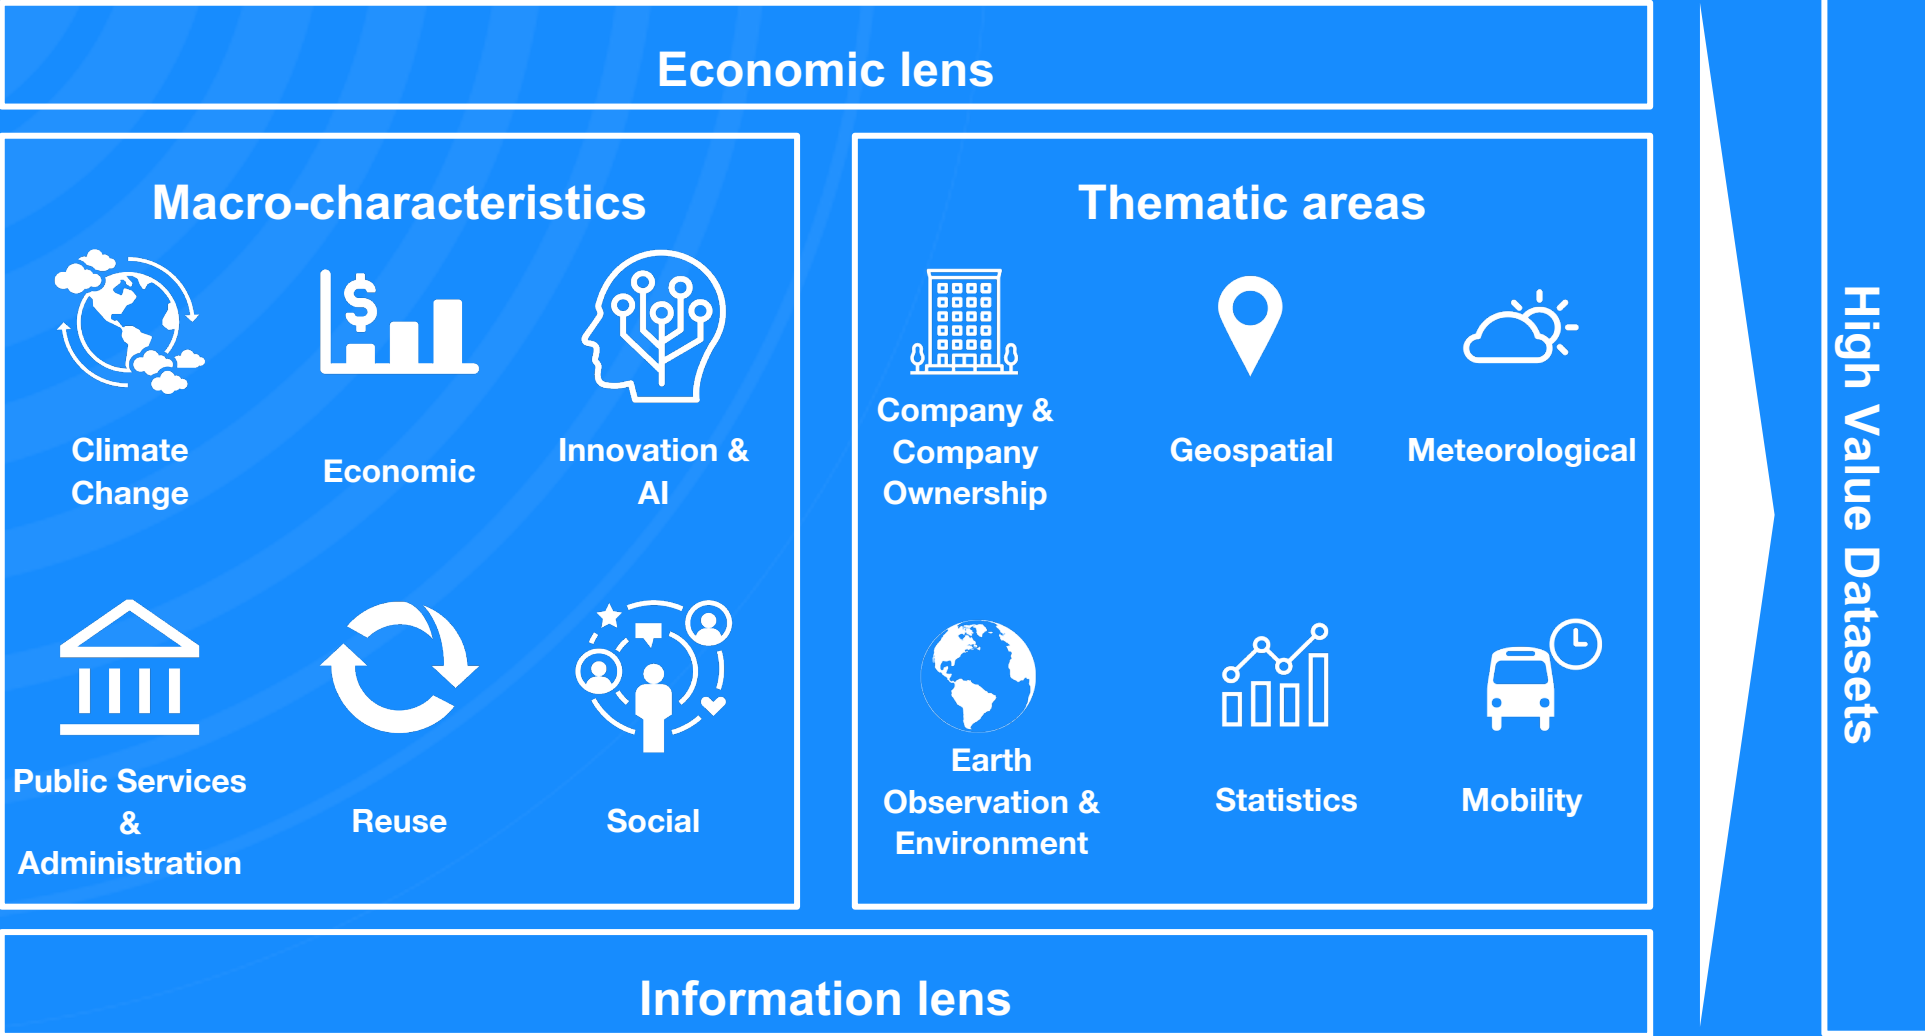 Economic lens
Macro-characteristics
Climate
Change
Economic
Innovation &
AI
Public Services
&
Administration
Reuse
Social
Thematic areas
Company &
Company
Ownership
Geospatial
Meteorological
Earth
Observation &
Environment
Statistics
Mobility
Information lens
High Value Datasets